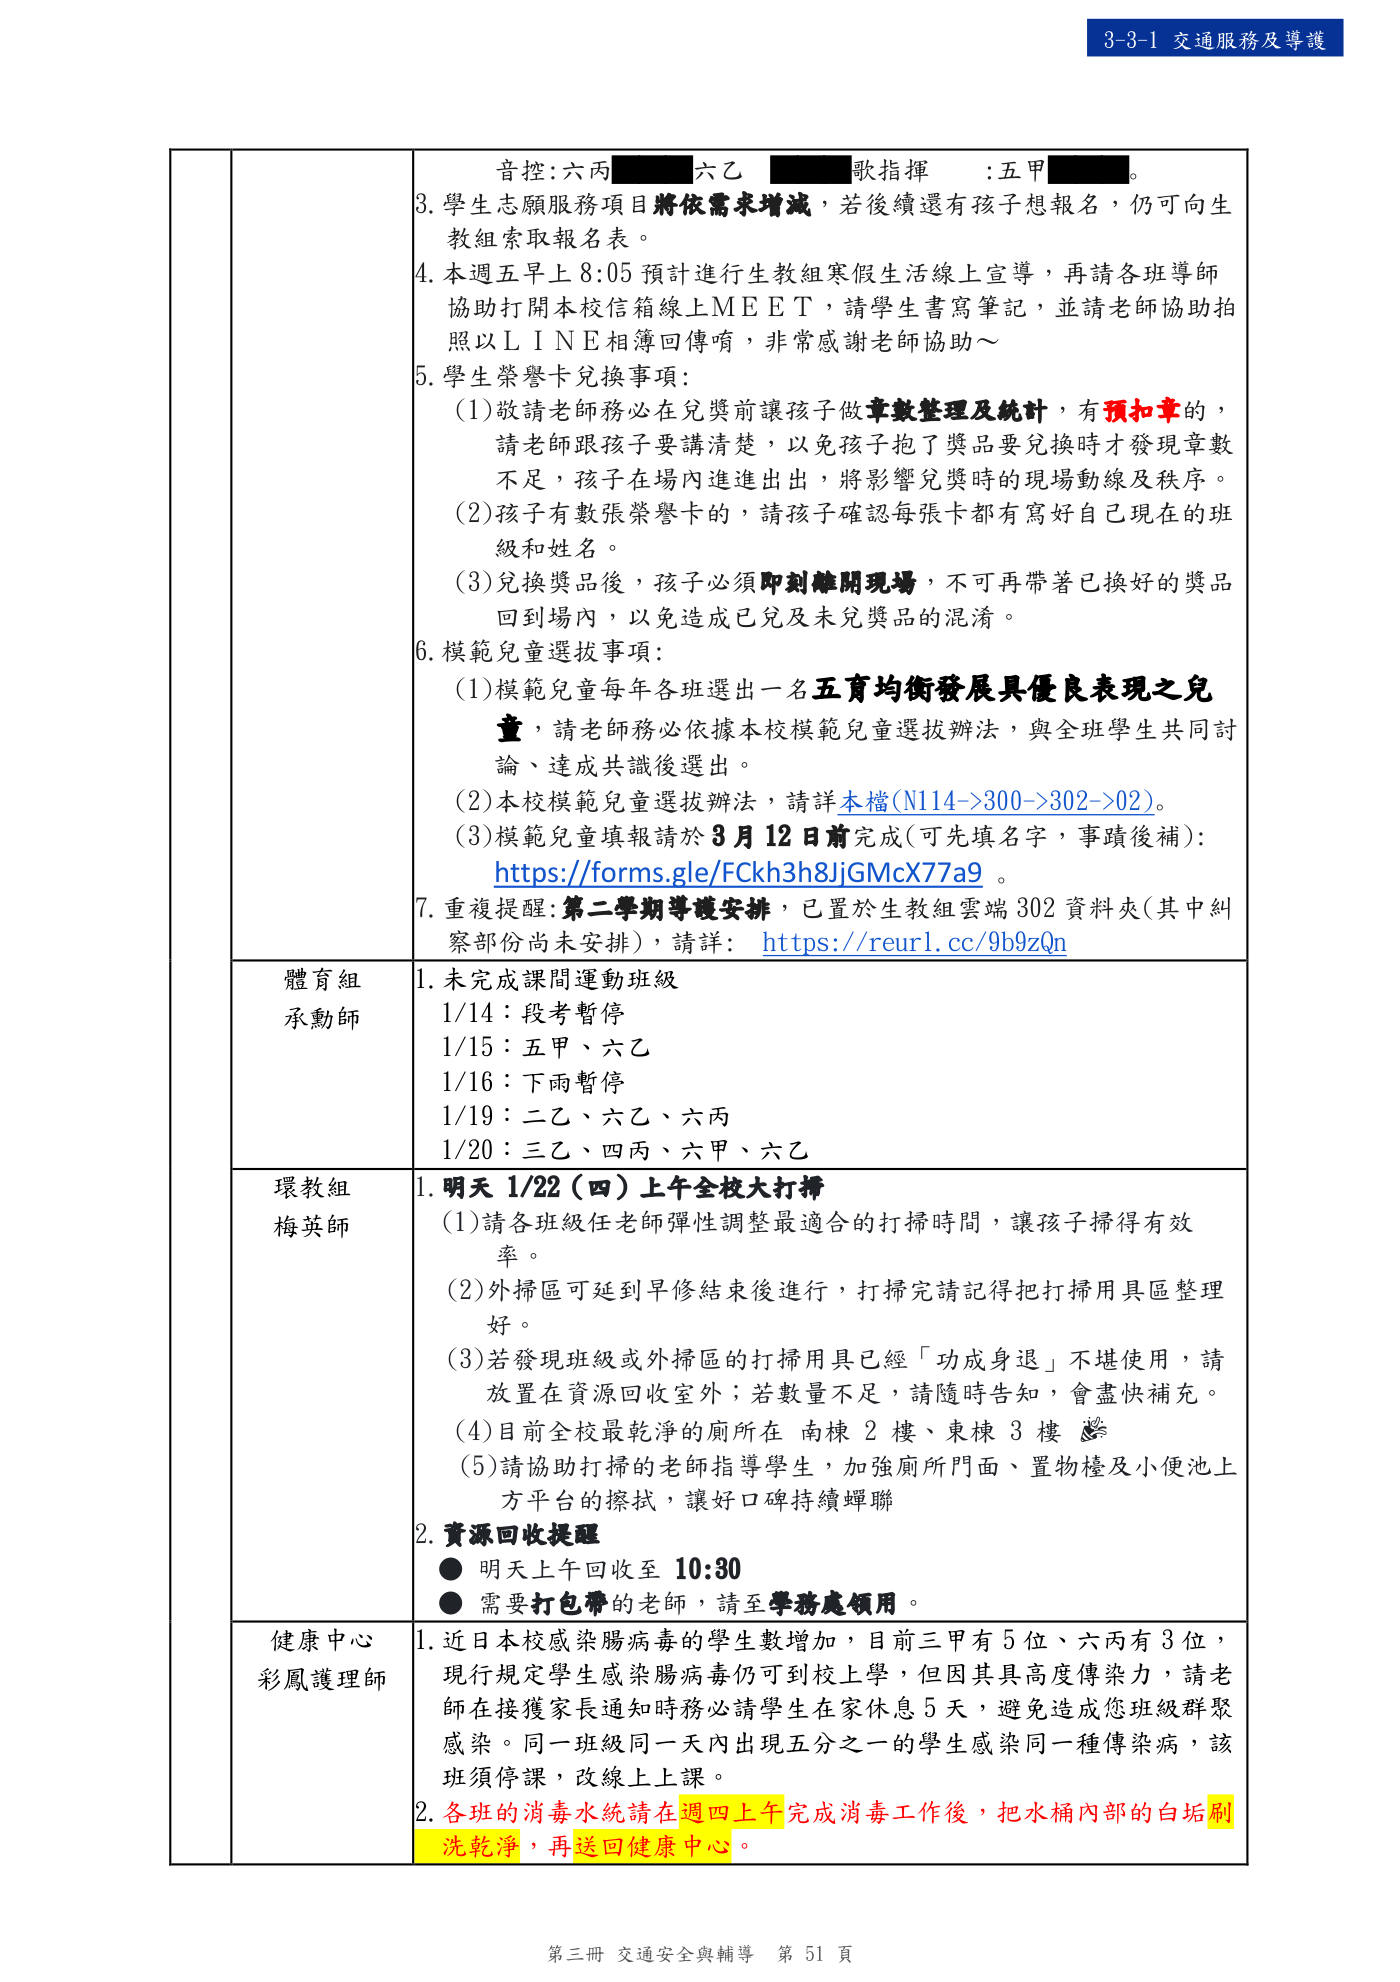 3-3-1 交通服務及導護
音控:六丙 六乙 歌指揮 :五甲 。
3.學生志願服務項目將依需求增減，若後續還有孩子想報名，仍可向生
教組索取報名表。
4.本週五早上 8:05 預計進行生教組寒假生活線上宣導，再請各班導師
協助打開本校信箱線上ＭＥＥＴ，請學生書寫筆記，並請老師協助拍
照以ＬＩＮＥ相簿回傳唷，非常感謝老師協助～
5.學生榮譽卡兌換事項:
(1)敬請老師務必在兌獎前讓孩子做章數整理及統計，有預扣章的，
請老師跟孩子要講清楚，以免孩子抱了獎品要兌換時才發現章數
不足，孩子在場內進進出出，將影響兌獎時的現場動線及秩序。
(2)孩子有數張榮譽卡的，請孩子確認每張卡都有寫好自己現在的班
級和姓名。
(3)兌換獎品後，孩子必須即刻離開現場，不可再帶著已換好的獎品
回到場內，以免造成已兌及未兌獎品的混淆。
6.模範兒童選拔事項:
(1)模範兒童每年各班選出一名五育均衡發展具優良表現之兒
童，請老師務必依據本校模範兒童選拔辦法，與全班學生共同討
論、達成共識後選出。
(2)本校模範兒童選拔辦法，請詳本檔(N114->300->302->02)。
(3)模範兒童填報請於 3 月 12 日前完成(可先填名字，事蹟後補):
https://forms.gle/FCkh3h8JjGMcX77a9 。
7.重複提醒:第二學期導護安排，已置於生教組雲端 302 資料夾(其中糾
察部份尚未安排)，請詳: https://reurl.cc/9b9zQn
體育組
承勳師
1.未完成課間運動班級
1/14：段考暫停
1/15：五甲、六乙
1/16：下雨暫停
1/19：二乙、六乙、六丙
1/20：三乙、四丙、六甲、六乙
環教組
梅英師
1.明天 1/22（四）上午全校大打掃
(1)請各班級任老師彈性調整最適合的打掃時間，讓孩子掃得有效
率。
(2)外掃區可延到早修結束後進行，打掃完請記得把打掃用具區整理
好。
(3)若發現班級或外掃區的打掃用具已經「功成身退」不堪使用，請
放置在資源回收室外；若數量不足，請隨時告知，會盡快補充。
(4)目前全校最乾淨的廁所在 南棟 2 樓、東棟 3 樓 🎉
(5)請協助打掃的老師指導學生，加強廁所門面、置物檯及小便池上
方平台的擦拭，讓好口碑持續蟬聯
2.資源回收提醒
● 明天上午回收至 10:30
● 需要打包帶的老師，請至學務處領用。
健康中心
彩鳳護理師
1.近日本校感染腸病毒的學生數增加，目前三甲有 5 位、六丙有 3 位，
現行規定學生感染腸病毒仍可到校上學，但因其具高度傳染力，請老
師在接獲家長通知時務必請學生在家休息 5 天，避免造成您班級群聚
感染。同一班級同一天內出現五分之一的學生感染同一種傳染病，該
班須停課，改線上上課。
2.各班的消毒水統請在週四上午完成消毒工作後，把水桶內部的白垢刷
洗乾淨，再送回健康中心。
第三冊 交通安全與輔導 第 51 頁